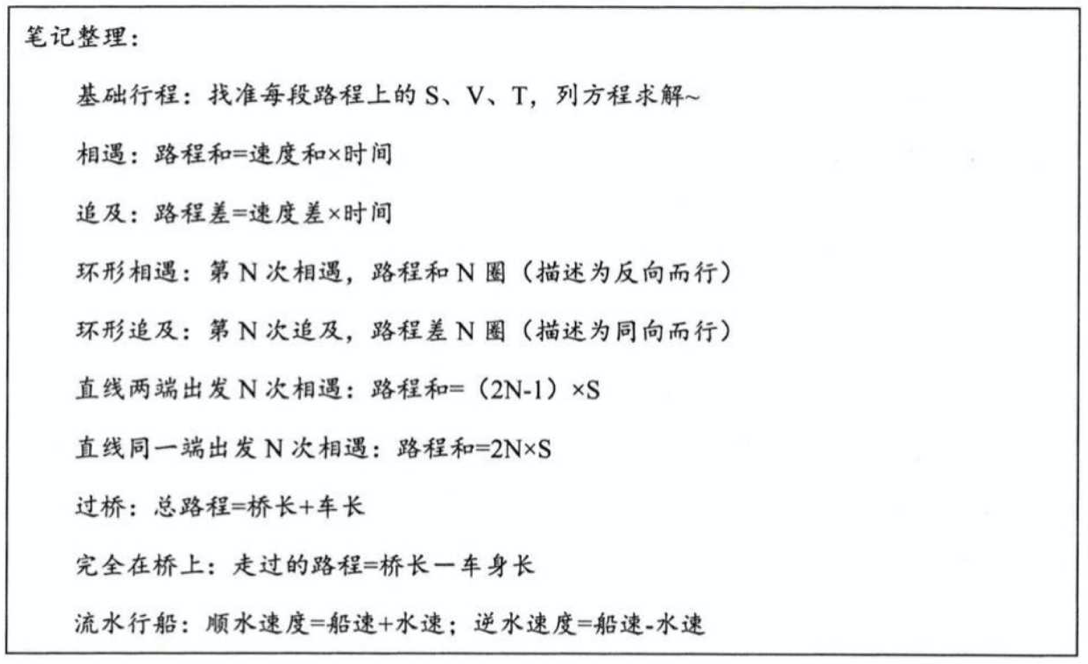 笔记整理：
基础行程：找准每段路程上的 S、V、T，列方程求解~
相遇：路程和=速度和×时间
追及：路程差=速度差×时间
环形相遇：第 N 次相遇，路程和 N 圈（描述为反向而行）
环形追及：第 N 次追及，路程差 N 圈（描述为同向而行）
直线两端出发 N 次相遇：路程和=（2N-1）×S
直线同一端出发 N 次相遇：路程和=2N×S
过桥：总路程=桥长+车长
完全在桥上：走过的路程=桥长－车身长
流水行船：顺水速度=船速+水速；逆水速度=船速-水速